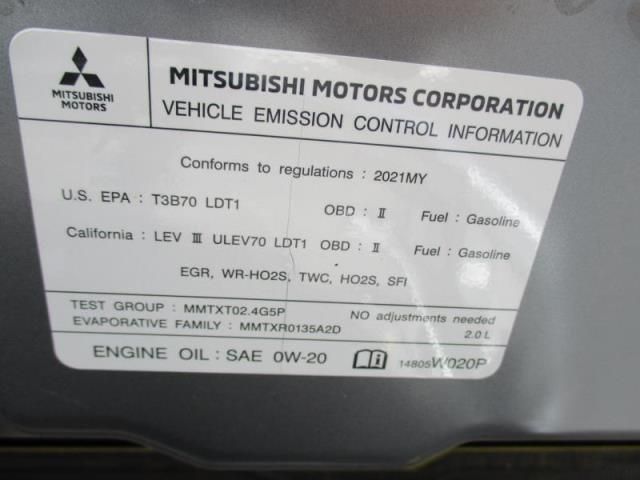 MITSUBISHI
MOTORS
MITSUBISHI MOTORS CORPORATION
VEHICLE EMISSION CONTROL INFORMATION
Conforms to regulations : 2021MY
U.S. EPA : T3B70 LDT1 OBD : Ⅱ Fuel : Gasoline
California : LEV Ⅲ ULEV70 LDT1 OBD : Ⅱ Fuel : Gasoline
EGR, WR-HO2S, TWC, HO2S, SFI
TEST GROUP : MMTXT02.4G5P NO adjustments needed
EVAPORATIVE FAMILY : MMTXR0135A2D 2.0 L
ENGINE OIL : SAE 0W-20 14805W020P